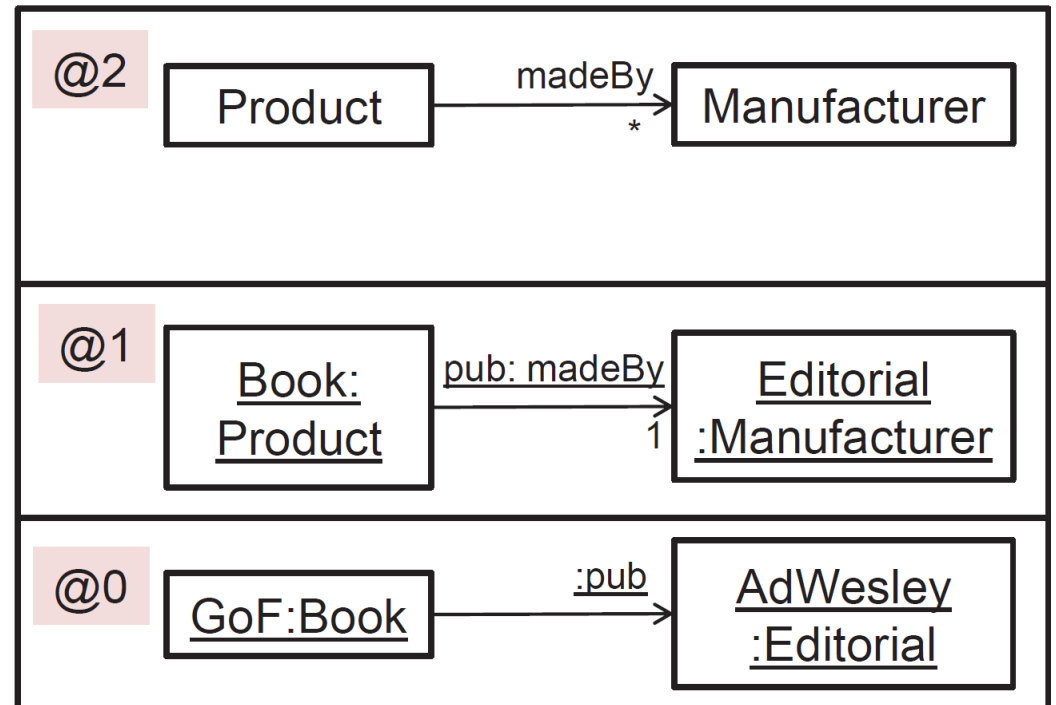 @2
Product
madeBy
*
Manufacturer
@1
Book:
Product
pub: madeBy
1
Editorial
:Manufacturer
@0
GoF:Book
:pub
AdWesley
:Editorial